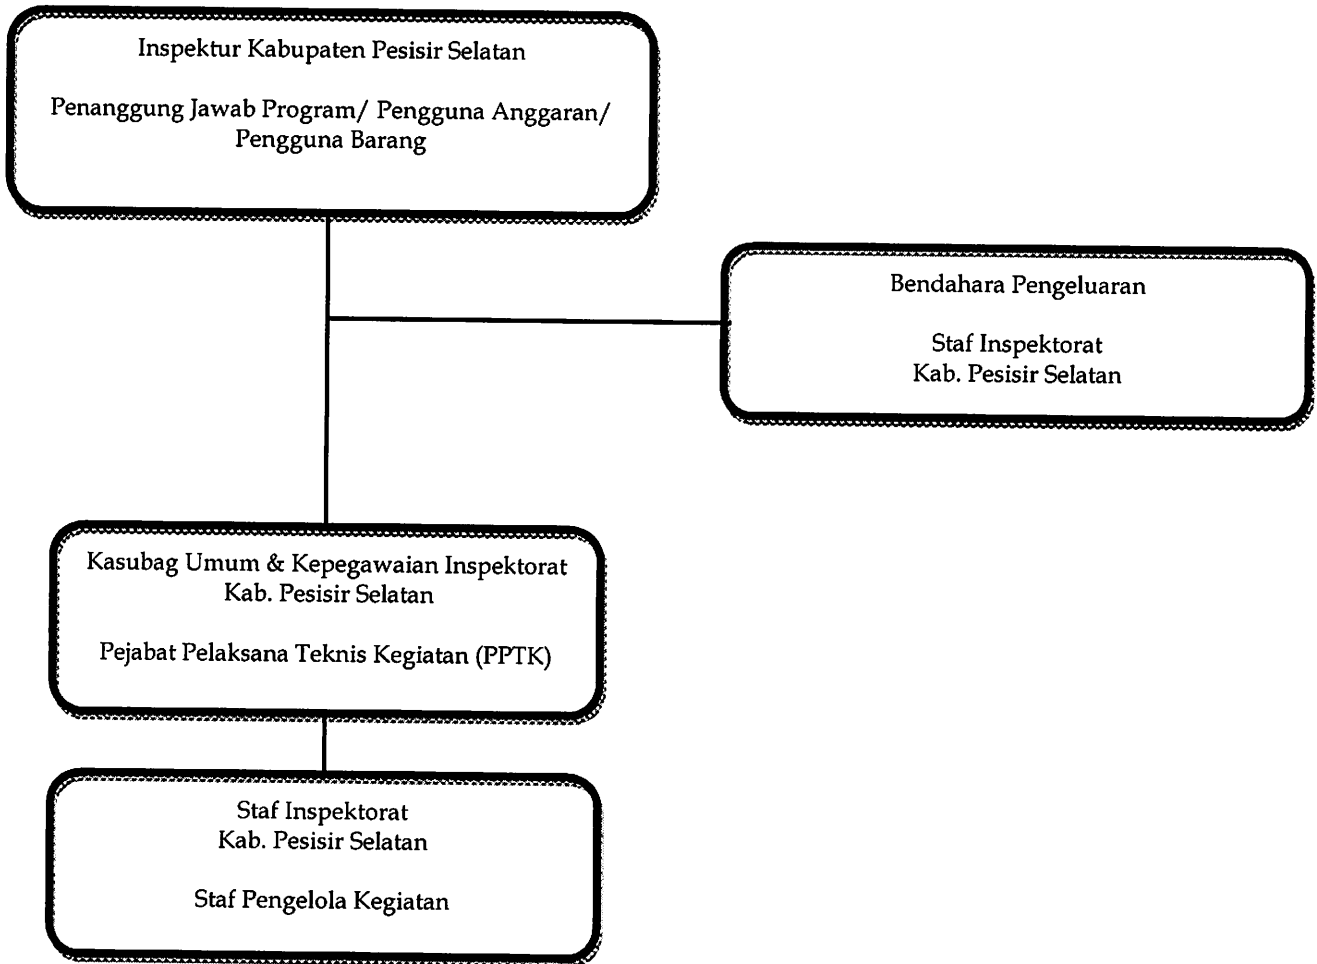 Inspektur Kabupaten Pesisir Selatan
Penanggung Jawab Program/ Pengguna Anggaran/
Pengguna Barang
Bendahara Pengeluaran
Staf Inspektorat
Kab. Pesisir Selatan
Kasubag Umum & Kepegawaian Inspektorat
Kab. Pesisir Selatan
Pejabat Pelaksana Teknis Kegiatan (PPTK)
Staf Inspektorat
Kab. Pesisir Selatan
Staf Pengelola Kegiatan